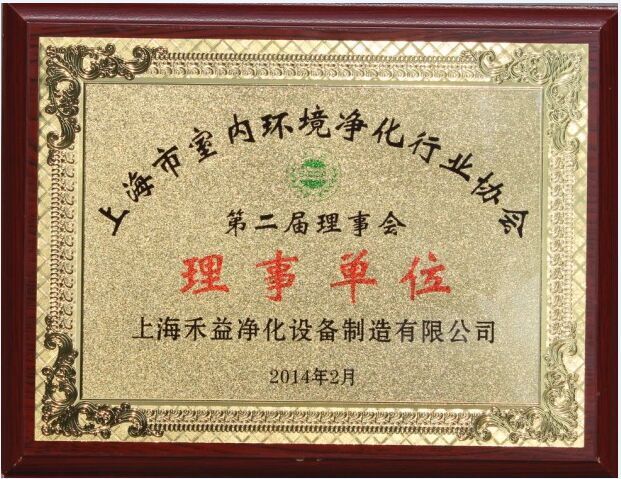 上海市室内环境净化行业协会
第二届理事会
理事单位
上海禾益净化设备制造有限公司
2014年2月